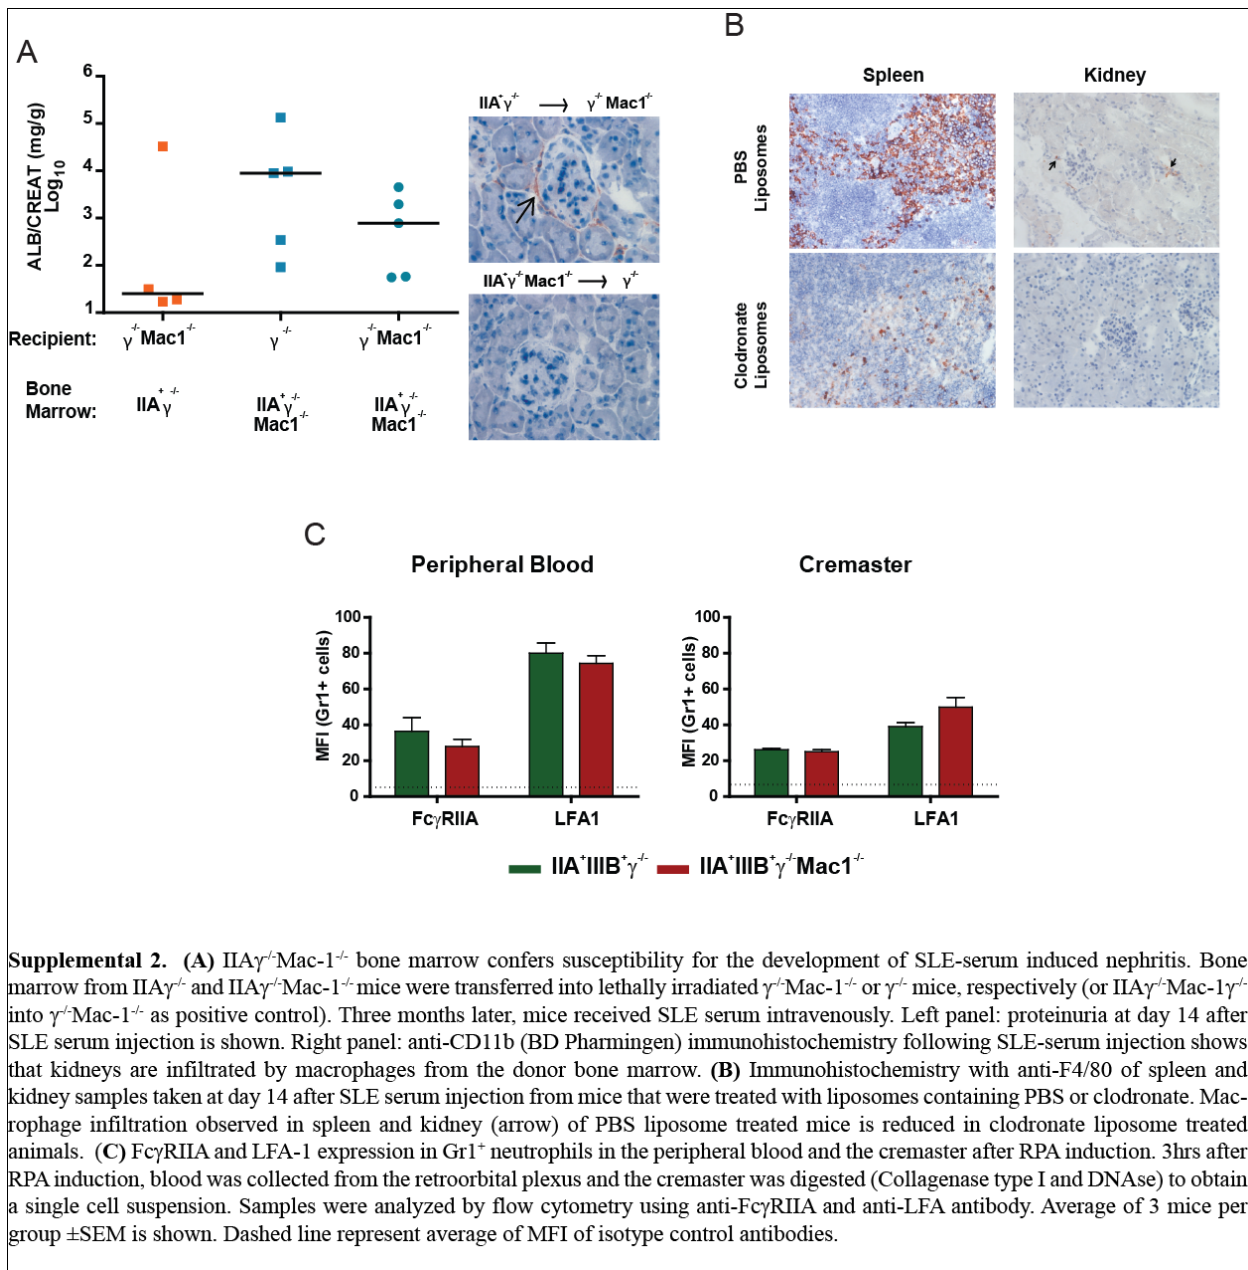 A
ALB/CREAT (mg/g)
Log10
6
5
4
3
2
1
Recipient:
γ-/-Mac1-/-
γ-/-
γ-/-Mac1-/-
Bone
Marrow:
IIA+γ-/-
IIA+γ-/-
Mac1-/-
IIA+γ-/-
Mac1-/-
IIA+γ-/- → γ-/-Mac1-/-
IIA+γ-/-Mac1-/- → γ-/-
B
Spleen
Kidney
PBS
Liposomes
Clodronate
Liposomes
C
Peripheral Blood
MFI (Gr1+ cells)
100
80
60
40
20
0
FcγRIIA
LFA1
Cremaster
MFI (Gr1+ cells)
100
80
60
40
20
0
FcγRIIA
LFA1
IIA+IIIB+γ-/-
IIA+IIIB+γ-/-Mac1-/-
Supplemental 2. (A) IIAγ-/-Mac-1-/- bone marrow confers susceptibility for the development of SLE-serum induced nephritis. Bone
marrow from IIAγ-/- and IIAγ-/-Mac-1-/- mice were transferred into lethally irradiated γ-/-Mac-1-/- or γ-/- mice, respectively (or IIAγ-/-Mac-1γ-/-
into γ-/-Mac-1-/- as positive control). Three months later, mice received SLE serum intravenously. Left panel: proteinuria at day 14 after
SLE serum injection is shown. Right panel: anti-CD11b (BD Pharmingen) immunohistochemistry following SLE-serum injection shows
that kidneys are infiltrated by macrophages from the donor bone marrow. (B) Immunohistochemistry with anti-F4/80 of spleen and
kidney samples taken at day 14 after SLE serum injection from mice that were treated with liposomes containing PBS or clodronate. Mac-
rophage infiltration observed in spleen and kidney (arrow) of PBS liposome treated mice is reduced in clodronate liposome treated
animals. (C) FcγRIIA and LFA-1 expression in Gr1+ neutrophils in the peripheral blood and the cremaster after RPA induction. 3hrs after
RPA induction, blood was collected from the retroorbital plexus and the cremaster was digested (Collagenase type I and DNAse) to obtain
a single cell suspension. Samples were analyzed by flow cytometry using anti-FcγRIIA and anti-LFA antibody. Average of 3 mice per
group ±SEM is shown. Dashed line represent average of MFI of isotype control antibodies.